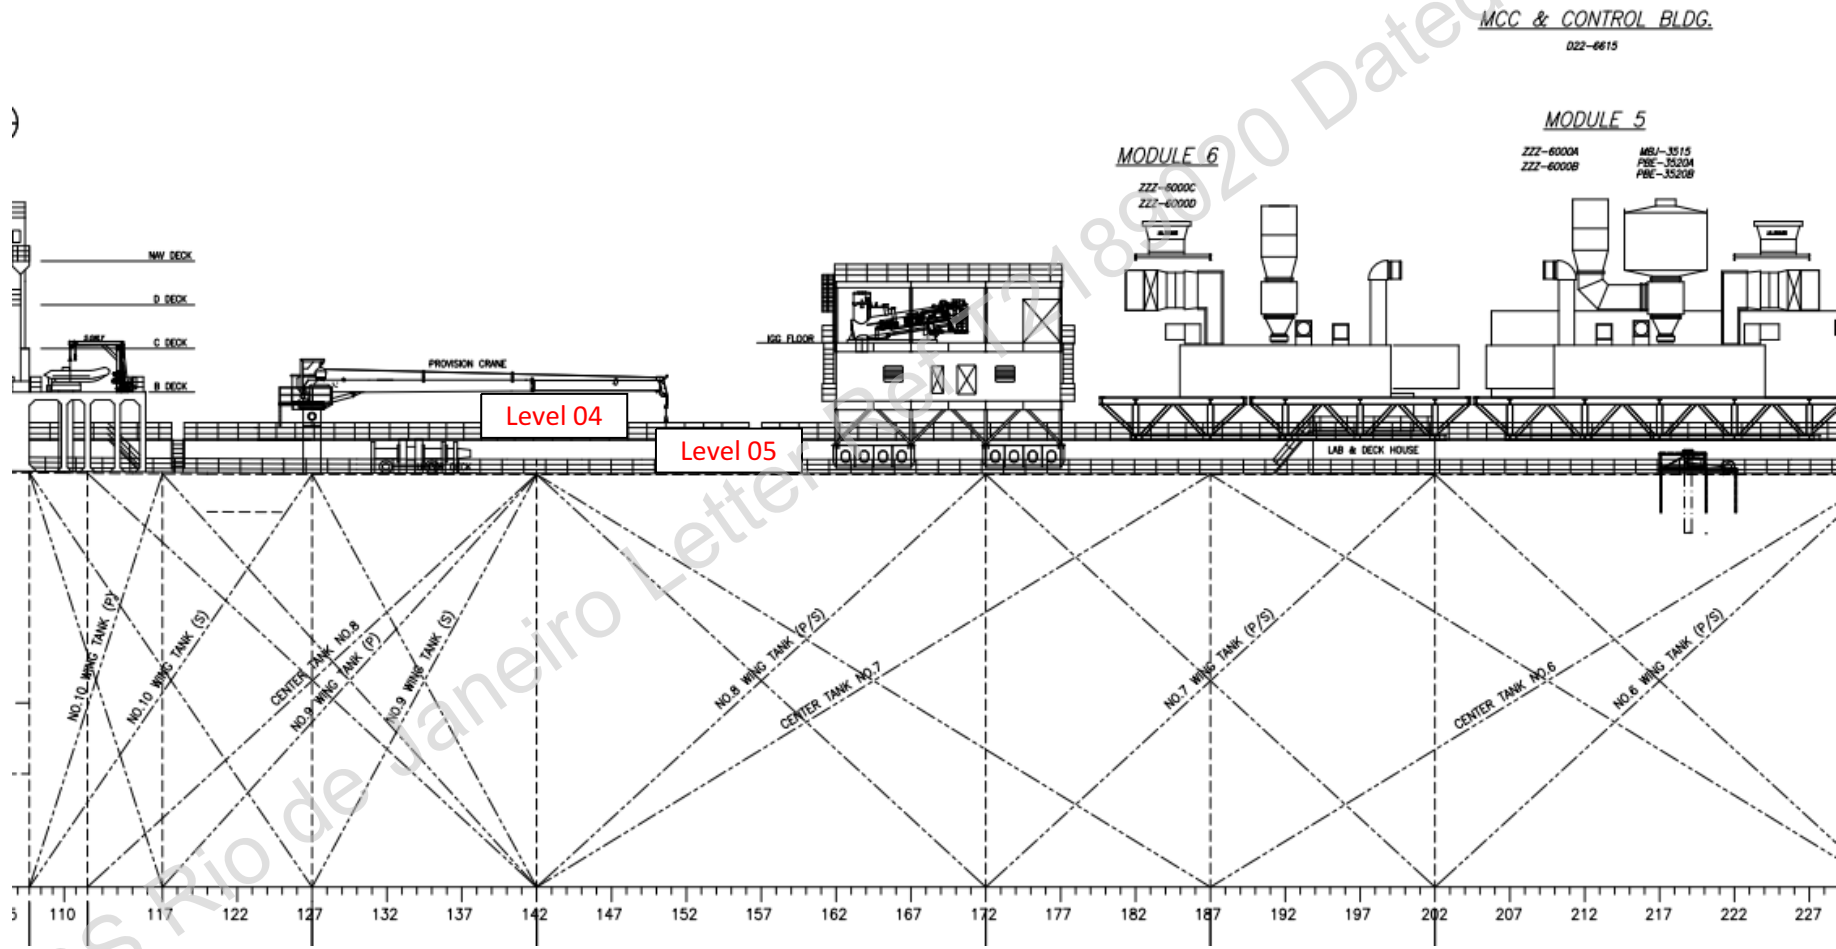 MCC & CONTROL BLDG.
D22-6615
MODULE 5
ZZZ-6000A
ZZZ-6000B
MBJ-3515
PBE-3520A
PBE-3520B
MODULE 6
ZZZ-6000C
ZZZ-6000D
NAV DECK
D DECK
C DECK
B DECK
IGG FLOOR
PROVISION CRANE
Level 04
Level 05
LAB & DECK HOUSE
NO.10 WING TANK (P)
NO.10 WING TANK (S)
CENTER TANK NO.8
NO.9 WING TANK (P)
NO.9 WING TANK (S)
NO.8 WING TANK (P/S)
CENTER TANK NO.7
NO.7 WING TANK (P/S)
CENTER TANK NO.6
NO.6 WING TANK (P/S)
110 117 122 127 132 137 142 147 152 157 162 167 172 177 182 187 192 197 202 207 212 217 222 227
S Rio de Janeiro Letter Ref T2189020 Dated